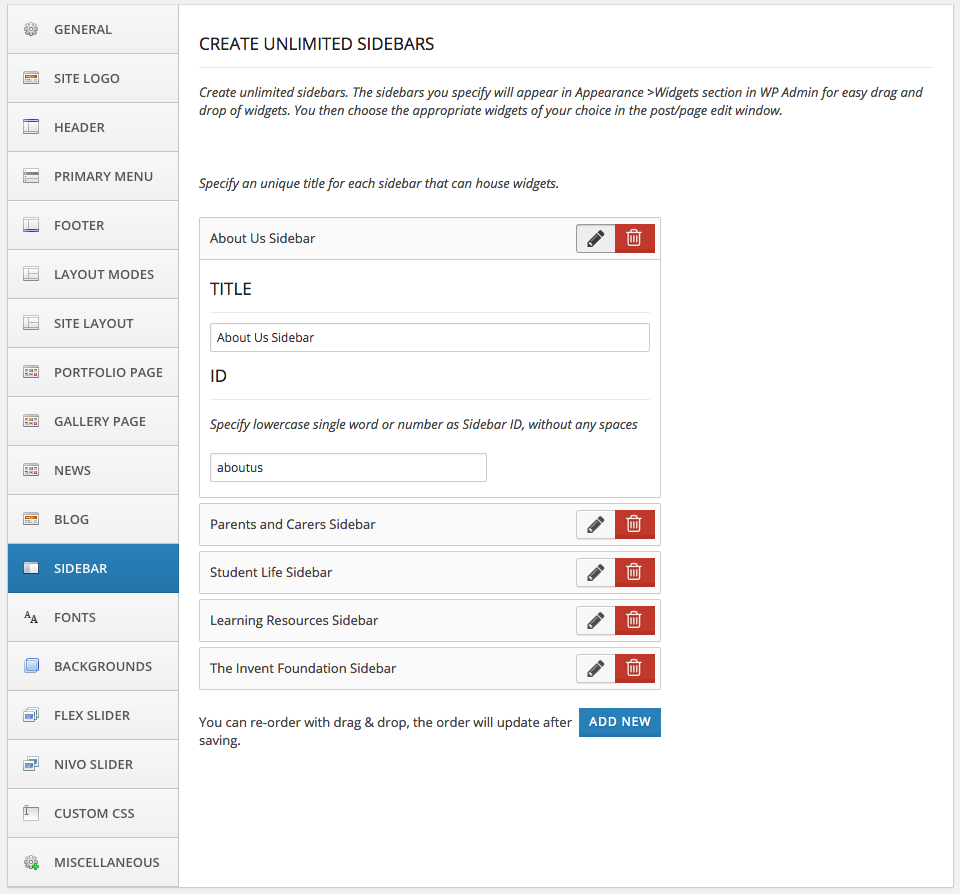 GENERAL
SITE LOGO
HEADER
PRIMARY MENU
FOOTER
LAYOUT MODES
SITE LAYOUT
PORTFOLIO PAGE
GALLERY PAGE
NEWS
BLOG
SIDEBAR
FONTS
BACKGROUNDS
FLEX SLIDER
NIVO SLIDER
CUSTOM CSS
MISCELLANEOUS
CREATE UNLIMITED SIDEBARS
Create unlimited sidebars. The sidebars you specify will appear in Appearance >Widgets section in WP Admin for easy drag and
drop of widgets. You then choose the appropriate widgets of your choice in the post/page edit window.
Specify an unique title for each sidebar that can house widgets.
About Us Sidebar
TITLE
About Us Sidebar
ID
Specify lowercase single word or number as Sidebar ID, without any spaces
aboutus
Parents and Carers Sidebar
Student Life Sidebar
Learning Resources Sidebar
The Invent Foundation Sidebar
You can re-order with drag & drop, the order will update after
saving.
ADD NEW